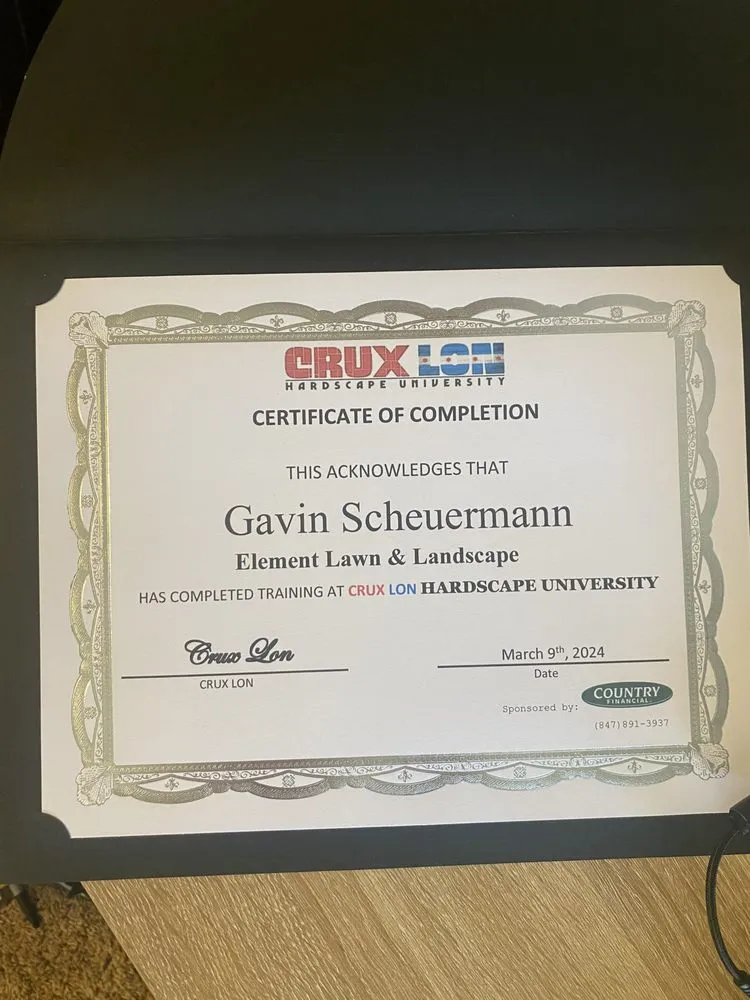 CRUX LON
HARDSCAPE UNIVERSITY
CERTIFICATE OF COMPLETION
THIS ACKNOWLEDGES THAT
Gavin Scheuermann
Element Lawn & Landscape
HAS COMPLETED TRAINING AT CRUX LON HARDSCAPE UNIVERSITY
Crux Lon
CRUX LON
March 9th, 2024
Date
Sponsored by:
COUNTRY
FINANCIAL.
(847)891-3937